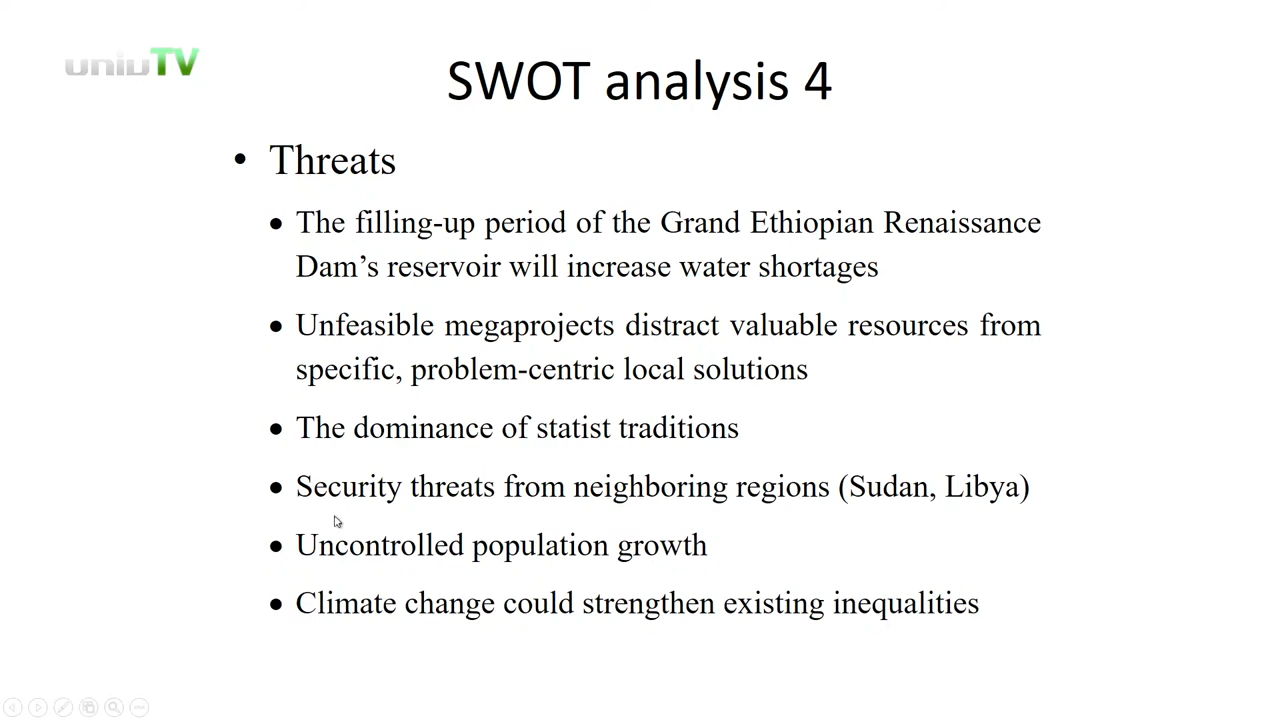 uniuTV
SWOT analysis 4
• Threats
• The filling-up period of the Grand Ethiopian Renaissance
Dam’s reservoir will increase water shortages
• Unfeasible megaprojects distract valuable resources from
specific, problem-centric local solutions
• The dominance of statist traditions
• Security threats from neighboring regions (Sudan, Libya)
• Uncontrolled population growth
• Climate change could strengthen existing inequalities